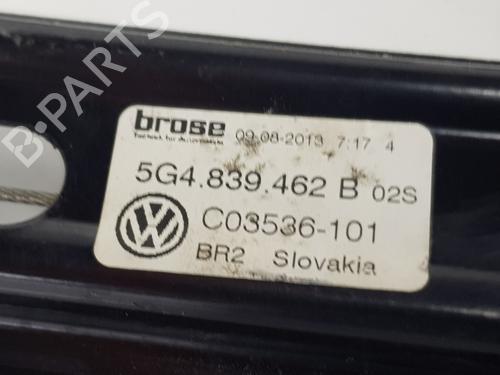 B-PARTS
brose 09-08-2013 7:17 4
5G4.839.462 B 02S
C03536-101
BR2 Slovakia